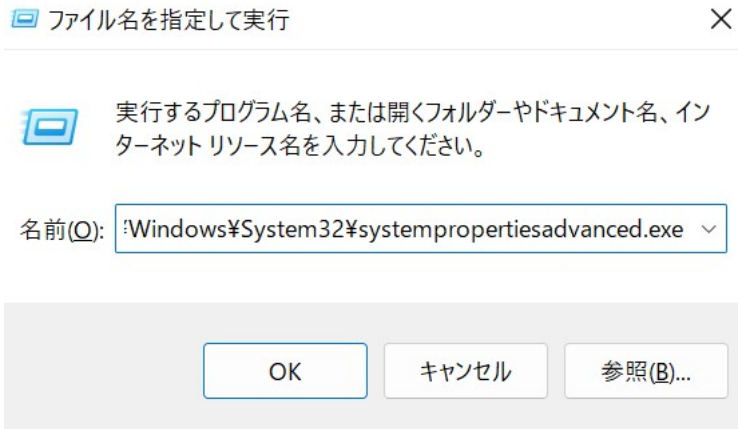 ファイル名を指定して実行
実行するプログラム名、または開くフォルダーやドキュメント名、イン
ターネット リソース名を入力してください。
名前(O): Windows¥System32¥systempropertiesadvanced.exe
OK キャンセル 参照(B)...